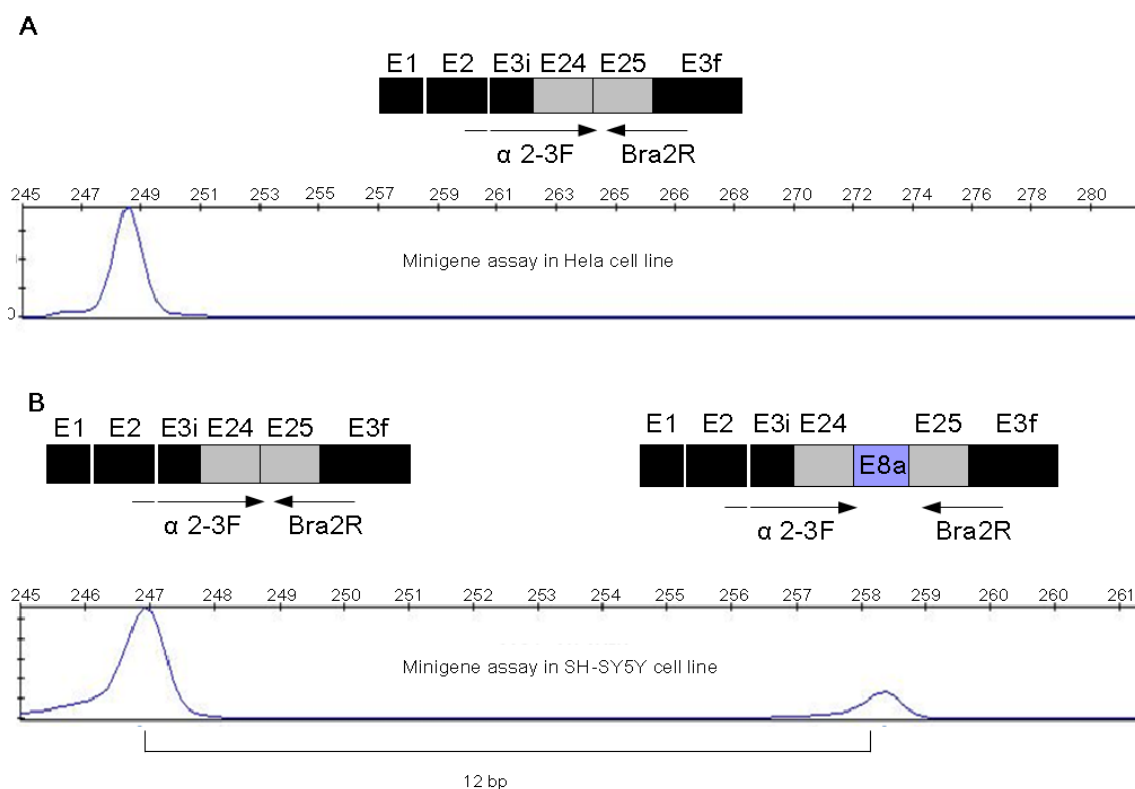 A
E1 E2 E3i E24 E25 E3f
α 2-3F Bra2R
245 247 249 251 253 255 257 259 261 263 265 266 268 270 272 274 276 278 280
Minigene assay in Hela cell line
0
B
E1 E2 E3i E24 E25 E3f
α 2-3F Bra2R
E1 E2 E3i E24 E8a E25 E3f
α 2-3F Bra2R
245 246 247 248 249 250 251 252 253 254 255 256 257 258 259 260 260 261
Minigene assay in SH-SY5Y cell line
12 bp